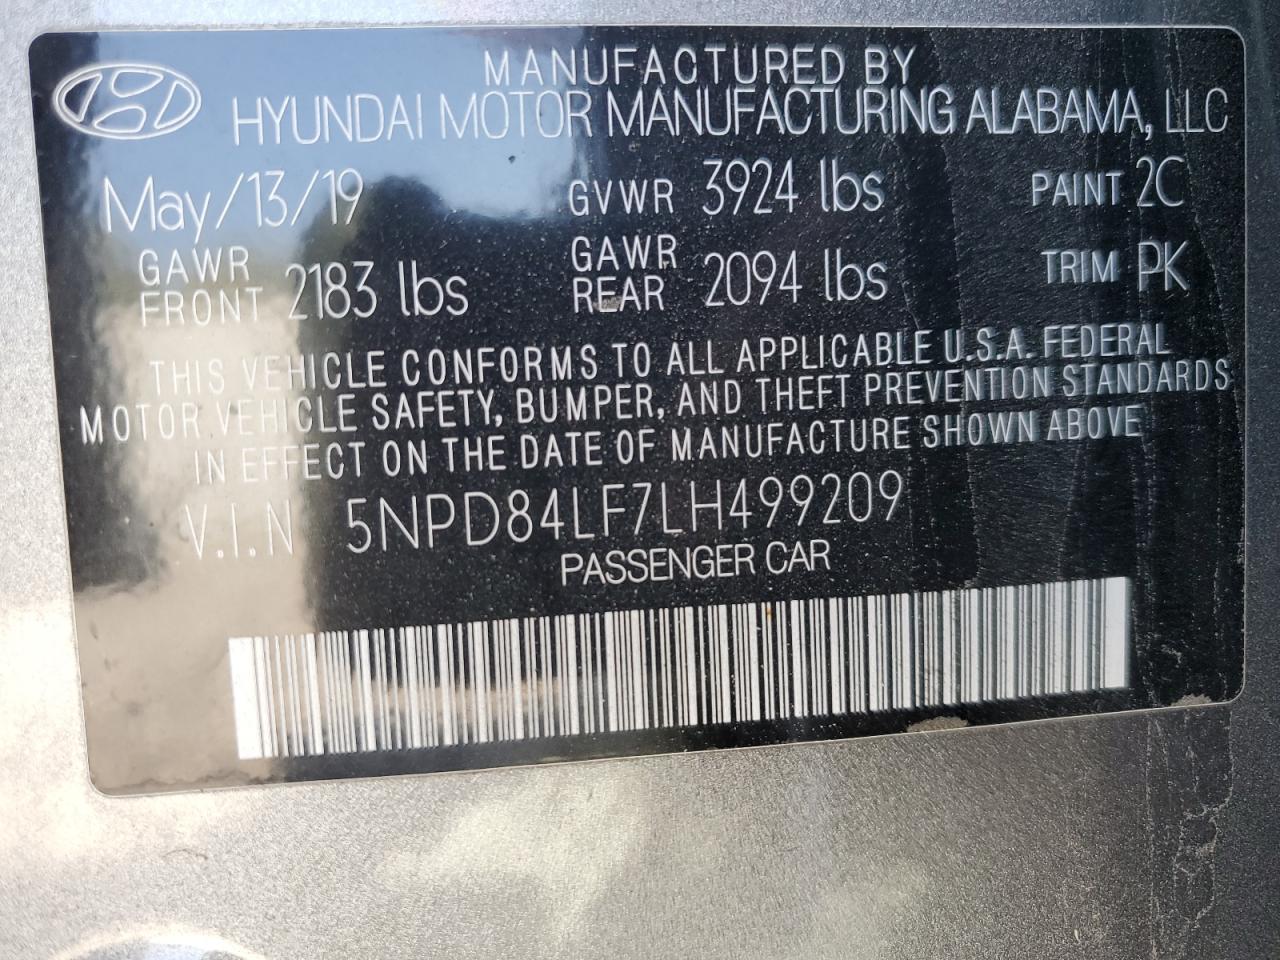 MANUFACTURED BY
HYUNDAI MOTOR MANUFACTURING ALABAMA, LLC
May/13/19 GVWR 3924 lbs PAINT 2C
GAWR FRONT 2183 lbs GAWR REAR 2094 lbs TRIM PK
THIS VEHICLE CONFORMS TO ALL APPLICABLE U.S.A. FEDERAL
MOTOR VEHICLE SAFETY, BUMPER, AND THEFT PREVENTION STANDARDS
IN EFFECT ON THE DATE OF MANUFACTURE SHOWN ABOVE
V.I.N 5NPD84LF7LH499209
PASSENGER CAR